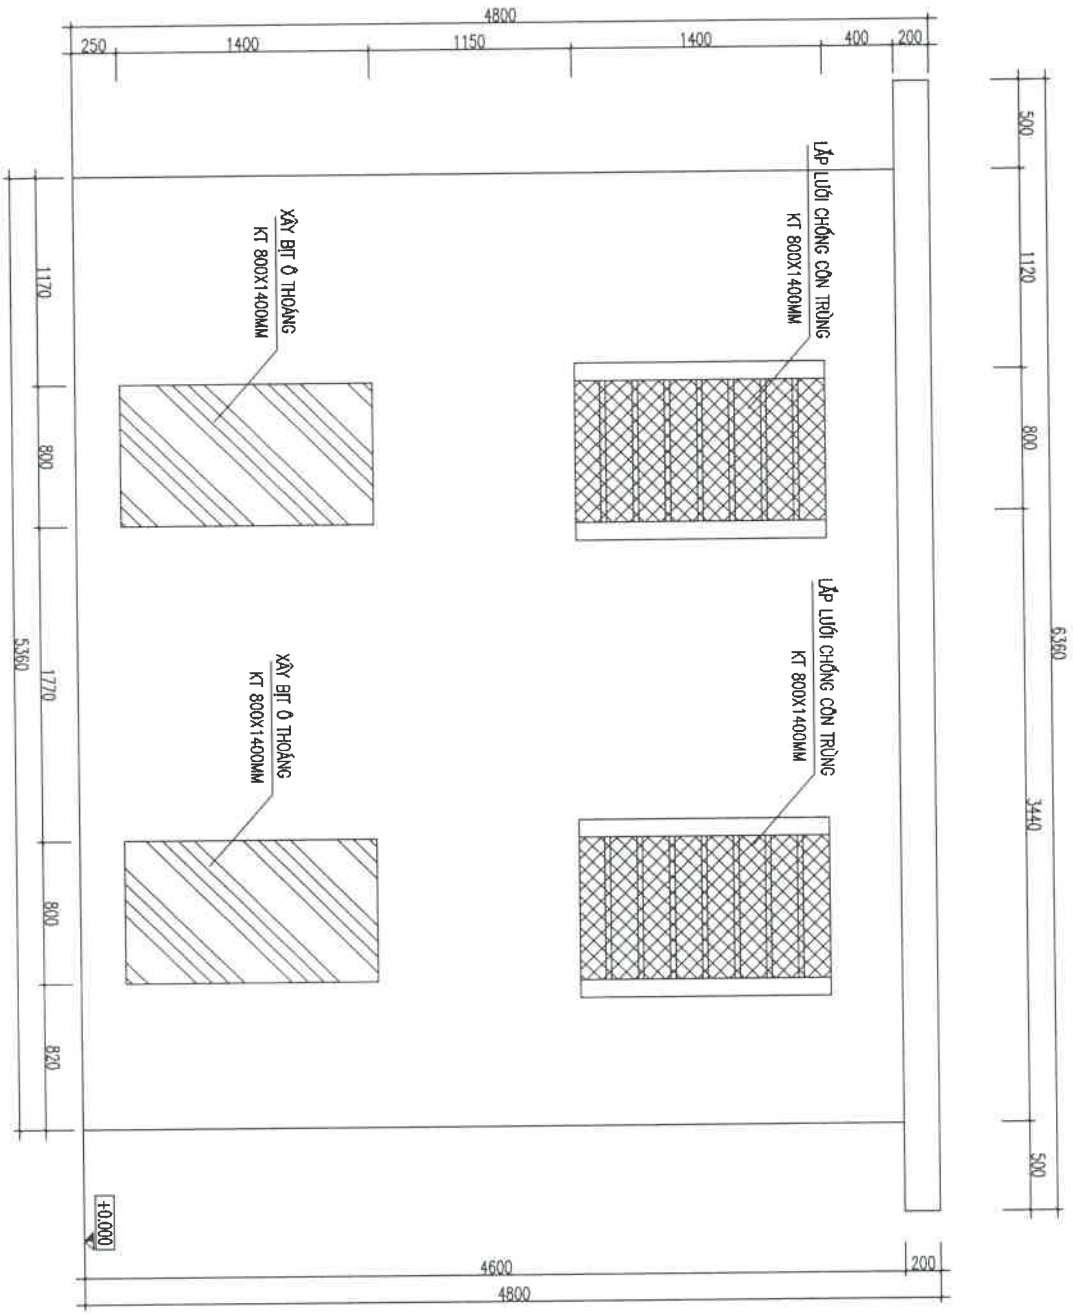 4800
250
1400
1150
1400
400
200
500
1120
800
3440
500
6360
LẮP LƯỚI CHỐNG CÔN TRÙNG
KT 800X1400MM
LẮP LƯỚI CHỐNG CÔN TRÙNG
KT 800X1400MM
XÂY BỊT Ô THOÁNG
KT 800X1400MM
XÂY BỊT Ô THOÁNG
KT 800X1400MM
1170
800
1770
800
820
5360
+0.000
4600
200
4800